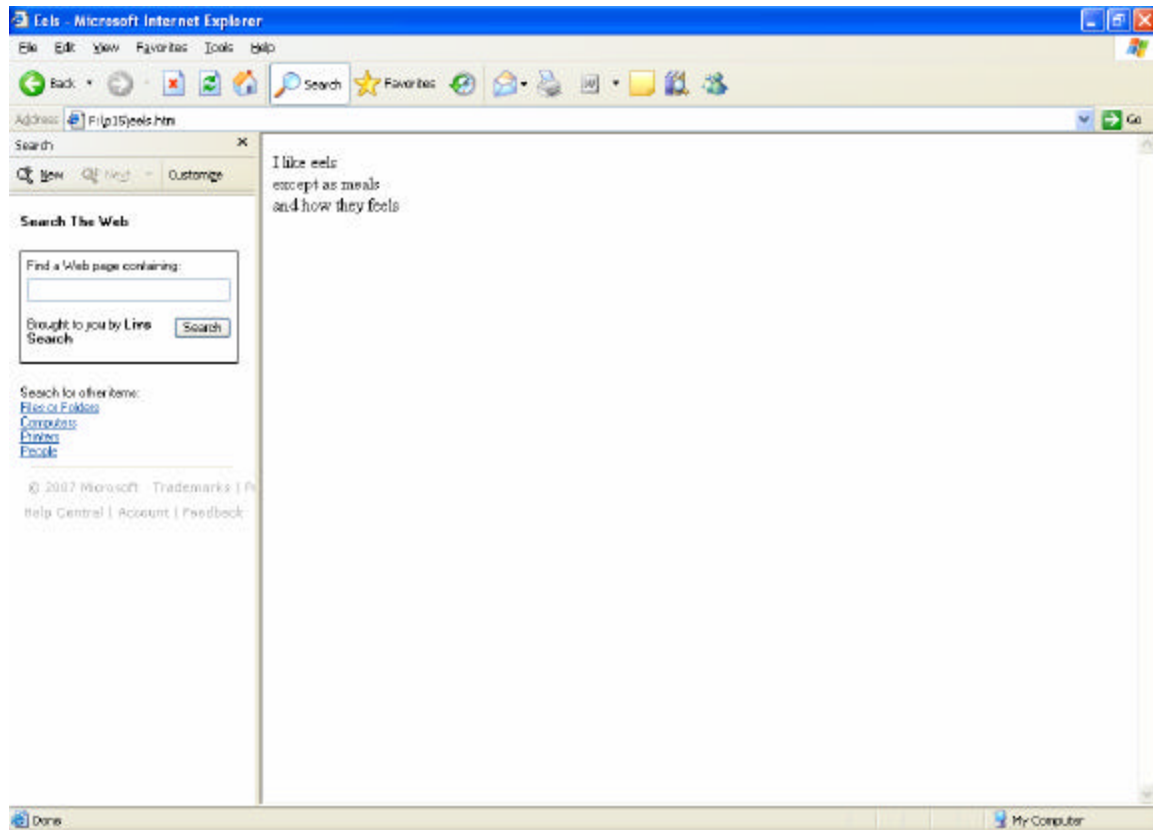 Eels - Microsoft Internet Explorer
File Edit View Favorites Tools Help
Back Search Favorites
Address eels.htm Go
Search
New Next Customize
I like eels
except as meals
and how they feels
Search The Web
Find a Web page containing:
Brought to you by Live Search
Search
Search for other items:
Files or Folders
Computers
Printers
People
© 2007 Microsoft Trademarks |
Help Central | Account | Feedback
Done My Computer